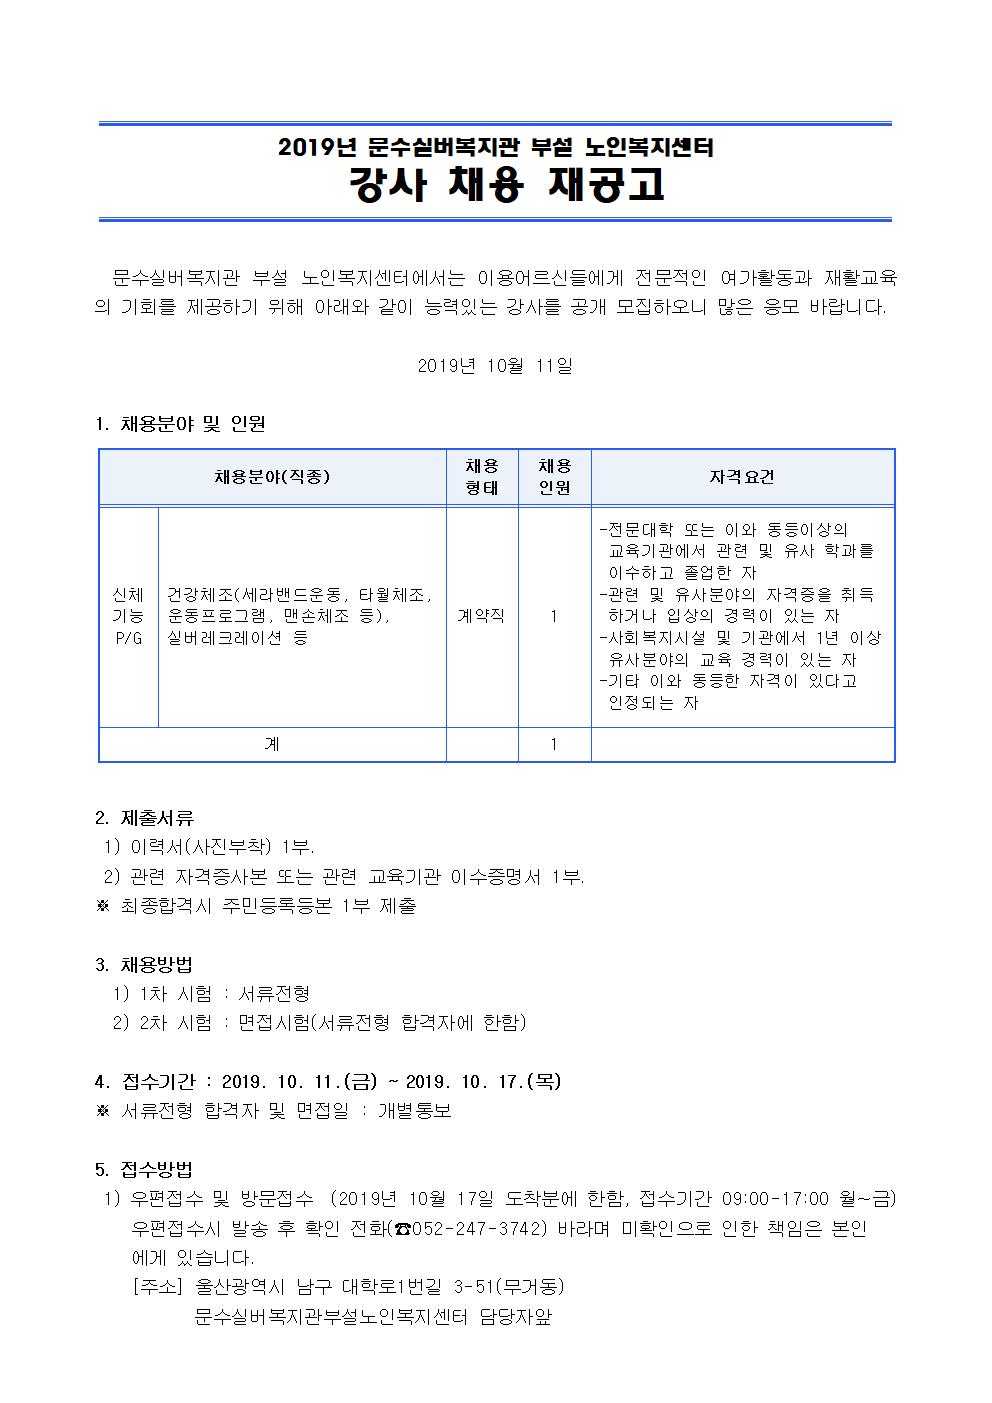 2019년 문수실버복지관 부설 노인복지센터
강사 채용 재공고
문수실버복지관 부설 노인복지센터에서는 이용어르신들에게 전문적인 여가활동과 재활교육
의 기회를 제공하기 위해 아래와 같이 능력있는 강사를 공개 모집하오니 많은 응모 바랍니다.
2019년 10월 11일
1. 채용분야 및 인원
채용분야(직종)
채용
형태
채용
인원
자격요건
신체
기능
P/G
건강체조(세라밴드운동, 타월체조,
운동프로그램, 맨손체조 등),
실버레크레이션 등
계약직
1
-전문대학 또는 이와 동등이상의
교육기관에서 관련 및 유사 학과를
이수하고 졸업한 자
-관련 및 유사분야의 자격증을 취득
하거나 입상의 경력이 있는 자
-사회복지시설 및 기관에서 1년 이상
유사분야의 교육 경력이 있는 자
-기타 이와 동등한 자격이 있다고
인정되는 자
계
1
2. 제출서류
1) 이력서(사진부착) 1부.
2) 관련 자격증사본 또는 관련 교육기관 이수증명서 1부.
※ 최종합격시 주민등록등본 1부 제출
3. 채용방법
1) 1차 시험 : 서류전형
2) 2차 시험 : 면접시험(서류전형 합격자에 한함)
4. 접수기간 : 2019. 10. 11.(금) ~ 2019. 10. 17.(목)
※ 서류전형 합격자 및 면접일 : 개별통보
5. 접수방법
1) 우편접수 및 방문접수 (2019년 10월 17일 도착분에 한함, 접수기간 09:00-17:00 월~금)
우편접수시 발송 후 확인 전화(☎052-247-3742) 바라며 미확인으로 인한 책임은 본인
에게 있습니다.
[주소] 울산광역시 남구 대학로1번길 3-51(무거동)
문수실버복지관부설노인복지센터 담당자앞